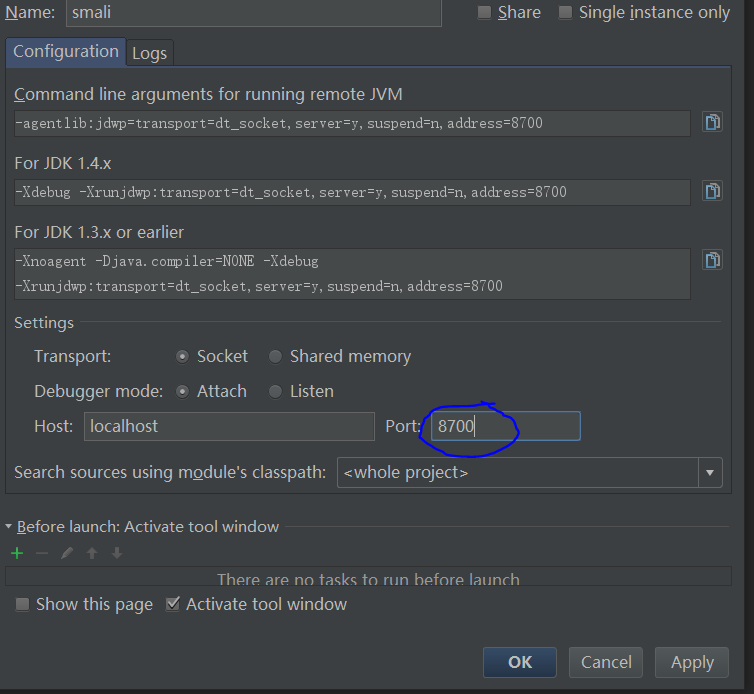 Name: smali Share Single instance only
Configuration Logs
Command line arguments for running remote JVM
-agentlib:jdwp=transport=dt_socket,server=y,suspend=n,address=8700
For JDK 1.4.x
-Xdebug -Xrunjdwp:transport=dt_socket,server=y,suspend=n,address=8700
For JDK 1.3.x or earlier
-Xnoagent -Djava.compiler=NONE -Xdebug
-Xrunjdwp:transport=dt_socket,server=y,suspend=n,address=8700
Settings
Transport: Socket Shared memory
Debugger mode: Attach Listen
Host: localhost Port: 8700
Search sources using module's classpath: <whole project>
Before launch: Activate tool window
There are no tasks to run before launch
Show this page Activate tool window
OK Cancel Apply